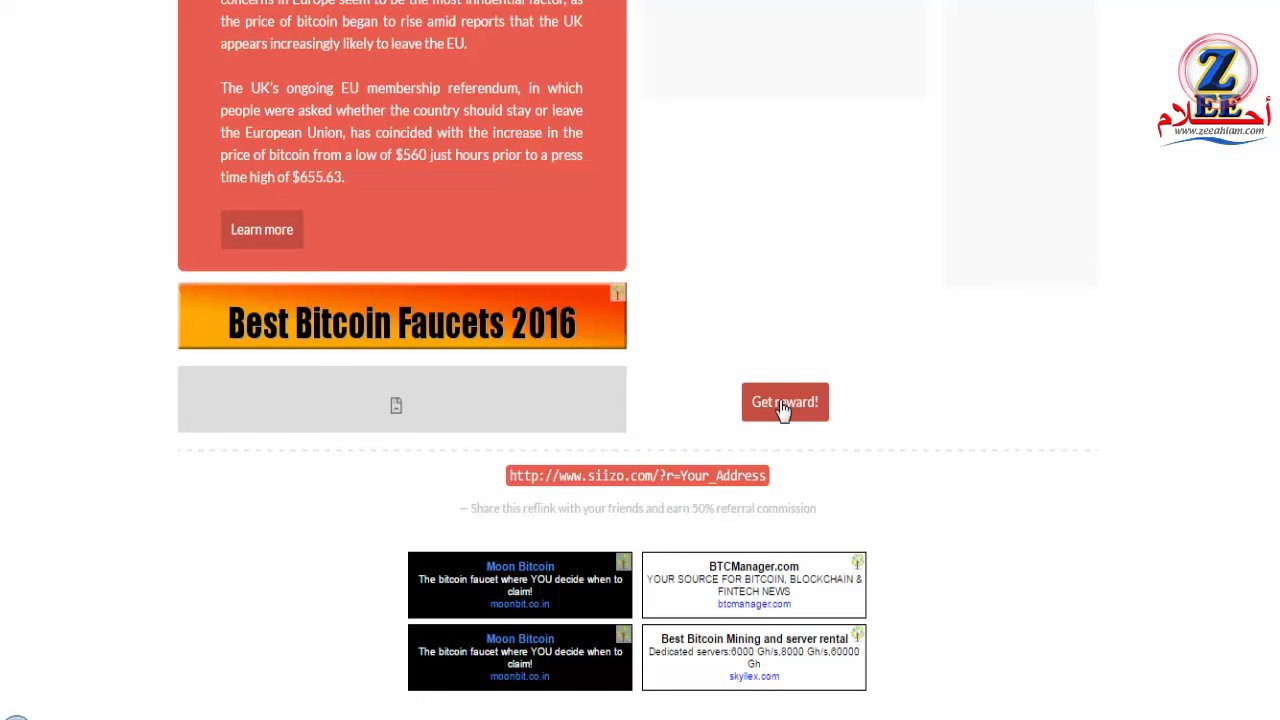 concerns in Europe seem to be the most influential factor, as
the price of bitcoin began to rise amid reports that the UK
appears increasingly likely to leave the EU.
The UK's ongoing EU membership referendum, in which
people were asked whether the country should stay or leave
the European Union, has coincided with the increase in the
price of bitcoin from a low of $560 just hours prior to a press
time high of $655.63.
Learn more
Best Bitcoin Faucets 2016
Get reward!
http://www.siizo.com/?r=Your_Address
— Share this reflink with your friends and earn 50% referral commission
Moon Bitcoin
The bitcoin faucet where YOU decide when to
claim!
moonbit.co.in
BTCManager.com
YOUR SOURCE FOR BITCOIN, BLOCKCHAIN &
FINTECH NEWS
btcmanager.com
Moon Bitcoin
The bitcoin faucet where YOU decide when to
claim!
moonbit.co.in
Best Bitcoin Mining and server rental
Dedicated servers:6000 Gh/s,8000 Gh/s,60000
Gh
skyllex.com
Z
EE
أحلام
www.zeeahlam.com